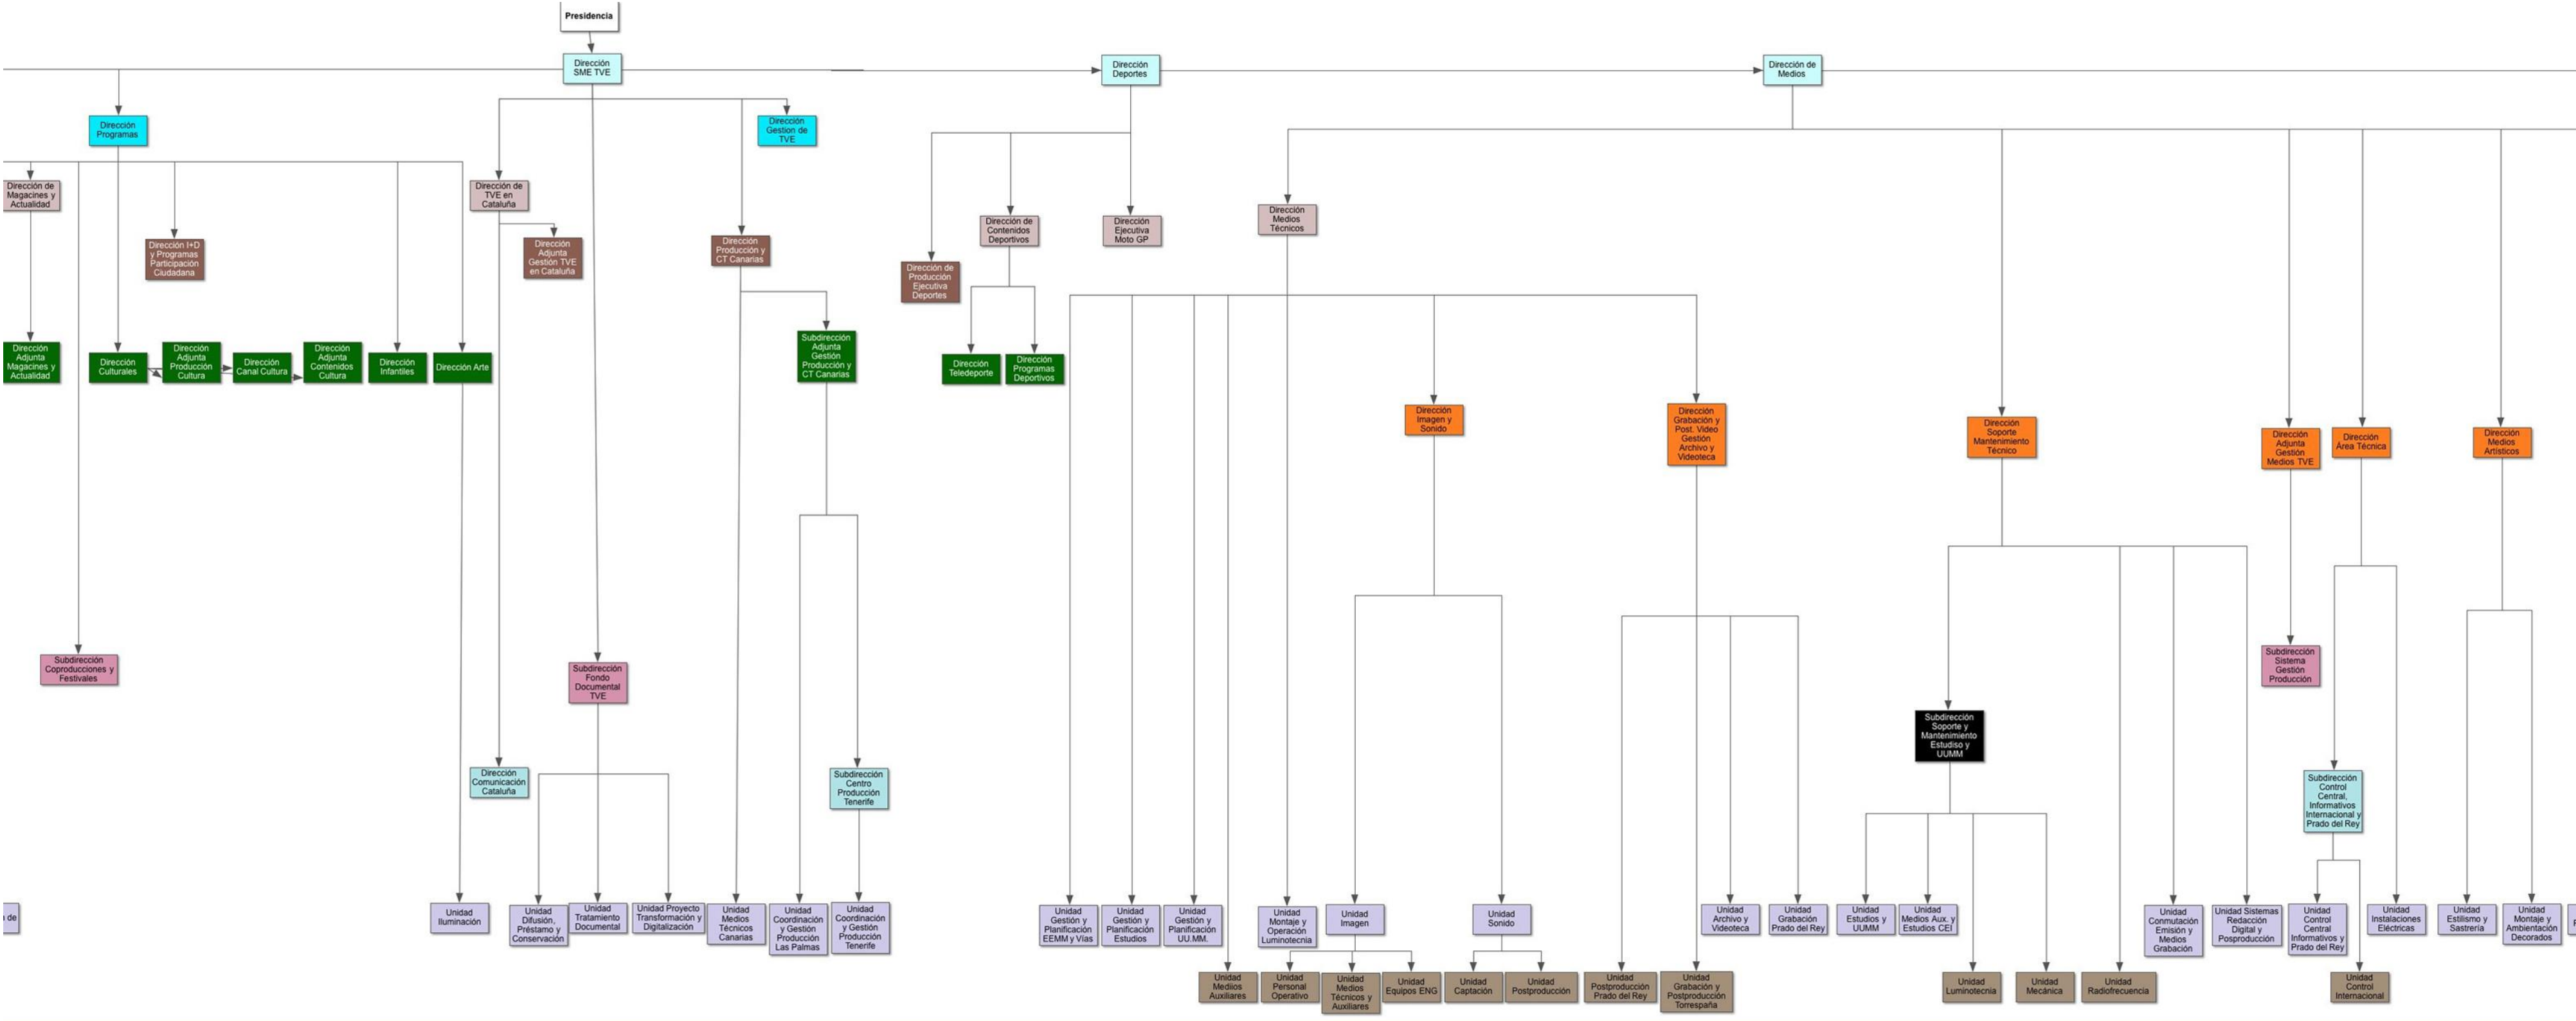 Presidencia
Dirección
SME TVE
Dirección
Deportes
Dirección de
Medios
Dirección
Programas
Dirección
Gestion de
TVE
Dirección de
Magacines y
Actualidad
Dirección de
TVE en
Cataluña
Dirección
Medios
Técnicos
Dirección de
Contenidos
Deportivos
Dirección
Ejecutiva
Moto GP
Dirección I+D
y Programas
Participación
Ciudadana
Dirección
Adjunta
Gestión TVE
en Cataluña
Dirección
Producción y
CT Canarias
Dirección de
Producción
Ejecutiva
Deportes
Dirección
Adjunta
Magacines y
Actualidad
Dirección
Culturales
Dirección
Adjunta
Producción
Cultura
Dirección
Canal Cultura
Dirección
Adjunta
Contenidos
Cultura
Dirección
Infantiles
Dirección Arte
Subdirección
Adjunta
Gestión
Producción y
CT Canarias
Dirección
Teledeporte
Dirección
Programas
Deportivos
Dirección
Imagen y
Sonido
Dirección
Grabación y
Post. Video
Gestión
Archivo y
Videoteca
Dirección
Soporte
Mantenimiento
Técnico
Dirección
Adjunta
Gestión
Medios TVE
Dirección
Área Técnica
Dirección
Medios
Artísticos
Subdirección
Coproducciones y
Festivales
Subdirección
Fondo
Documental
TVE
Subdirección
Sistema
Gestión
Producción
Subdirección
Soporte y
Mantenimiento
Estudiso y
UUMM
Dirección
Comunicación
Cataluña
Subdirección
Centro
Producción
Tenerife
Subdirección
Control
Central,
Informativos
Internacional y
Prado del Rey
de
Unidad
Iluminación
Unidad
Difusión,
Préstamo y
Conservación
Unidad
Tratamiento
Documental
Unidad Proyecto
Transformación y
Digitalización
Unidad
Medios
Técnicos
Canarias
Unidad
Coordinación
y Gestión
Producción
Las Palmas
Unidad
Coordinación
y Gestión
Producción
Tenerife
Unidad
Gestión y
Planificación
EEMM y Vías
Unidad
Gestión y
Planificación
Estudios
Unidad
Gestión y
Planificación
UU.MM.
Unidad
Montaje y
Operación
Luminotecnia
Unidad
Imagen
Unidad
Sonido
Unidad
Archivo y
Videoteca
Unidad
Grabación
Prado del Rey
Unidad
Estudios y
UUMM
Unidad
Medios Aux. y
Estudios CEI
Unidad
Conmutación
Emisión y
Medios
Grabación
Unidad Sistemas
Redacción
Digital y
Posproducción
Unidad
Control
Central
Informativos y
Prado del Rey
Unidad
Instalaciones
Eléctricas
Unidad
Estilismo y
Sastrería
Unidad
Montaje y
Ambientación
Decorados
Unidad
Mediios
Auxiliares
Unidad
Personal
Operativo
Unidad
Medios
Técnicos y
Auxiliares
Unidad
Equipos ENG
Unidad
Captación
Unidad
Postproducción
Unidad
Postproducción
Prado del Rey
Unidad
Grabación y
Postproducción
Torrespaña
Unidad
Luminotecnia
Unidad
Mecánica
Unidad
Radiofrecuencia
Unidad
Control
Internacional